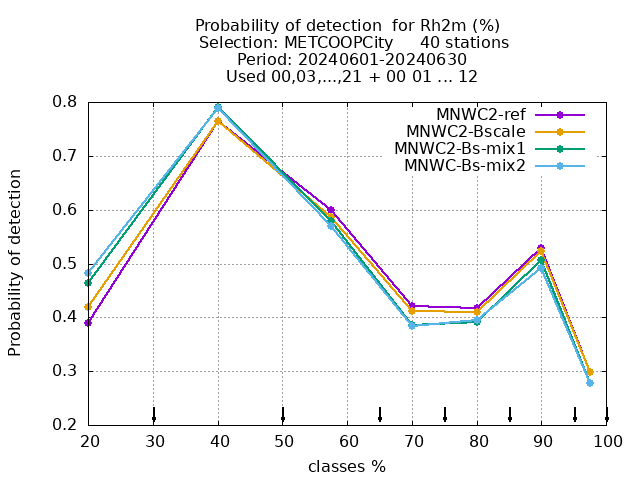 Probability of detection  for Rh2m (%)
Selection: METCOOPCity     40 stations
Period: 20240601-20240630
Used 00,03,...,21 + 00 01 ... 12
MNWC2-ref
MNWC2-Bscale
MNWC2-Bs-mix1
MNWC-Bs-mix2
Probability of detection
0.8
0.7
0.6
0.5
0.4
0.3
0.2
20 30 40 50 60 70 80 90 100
classes %